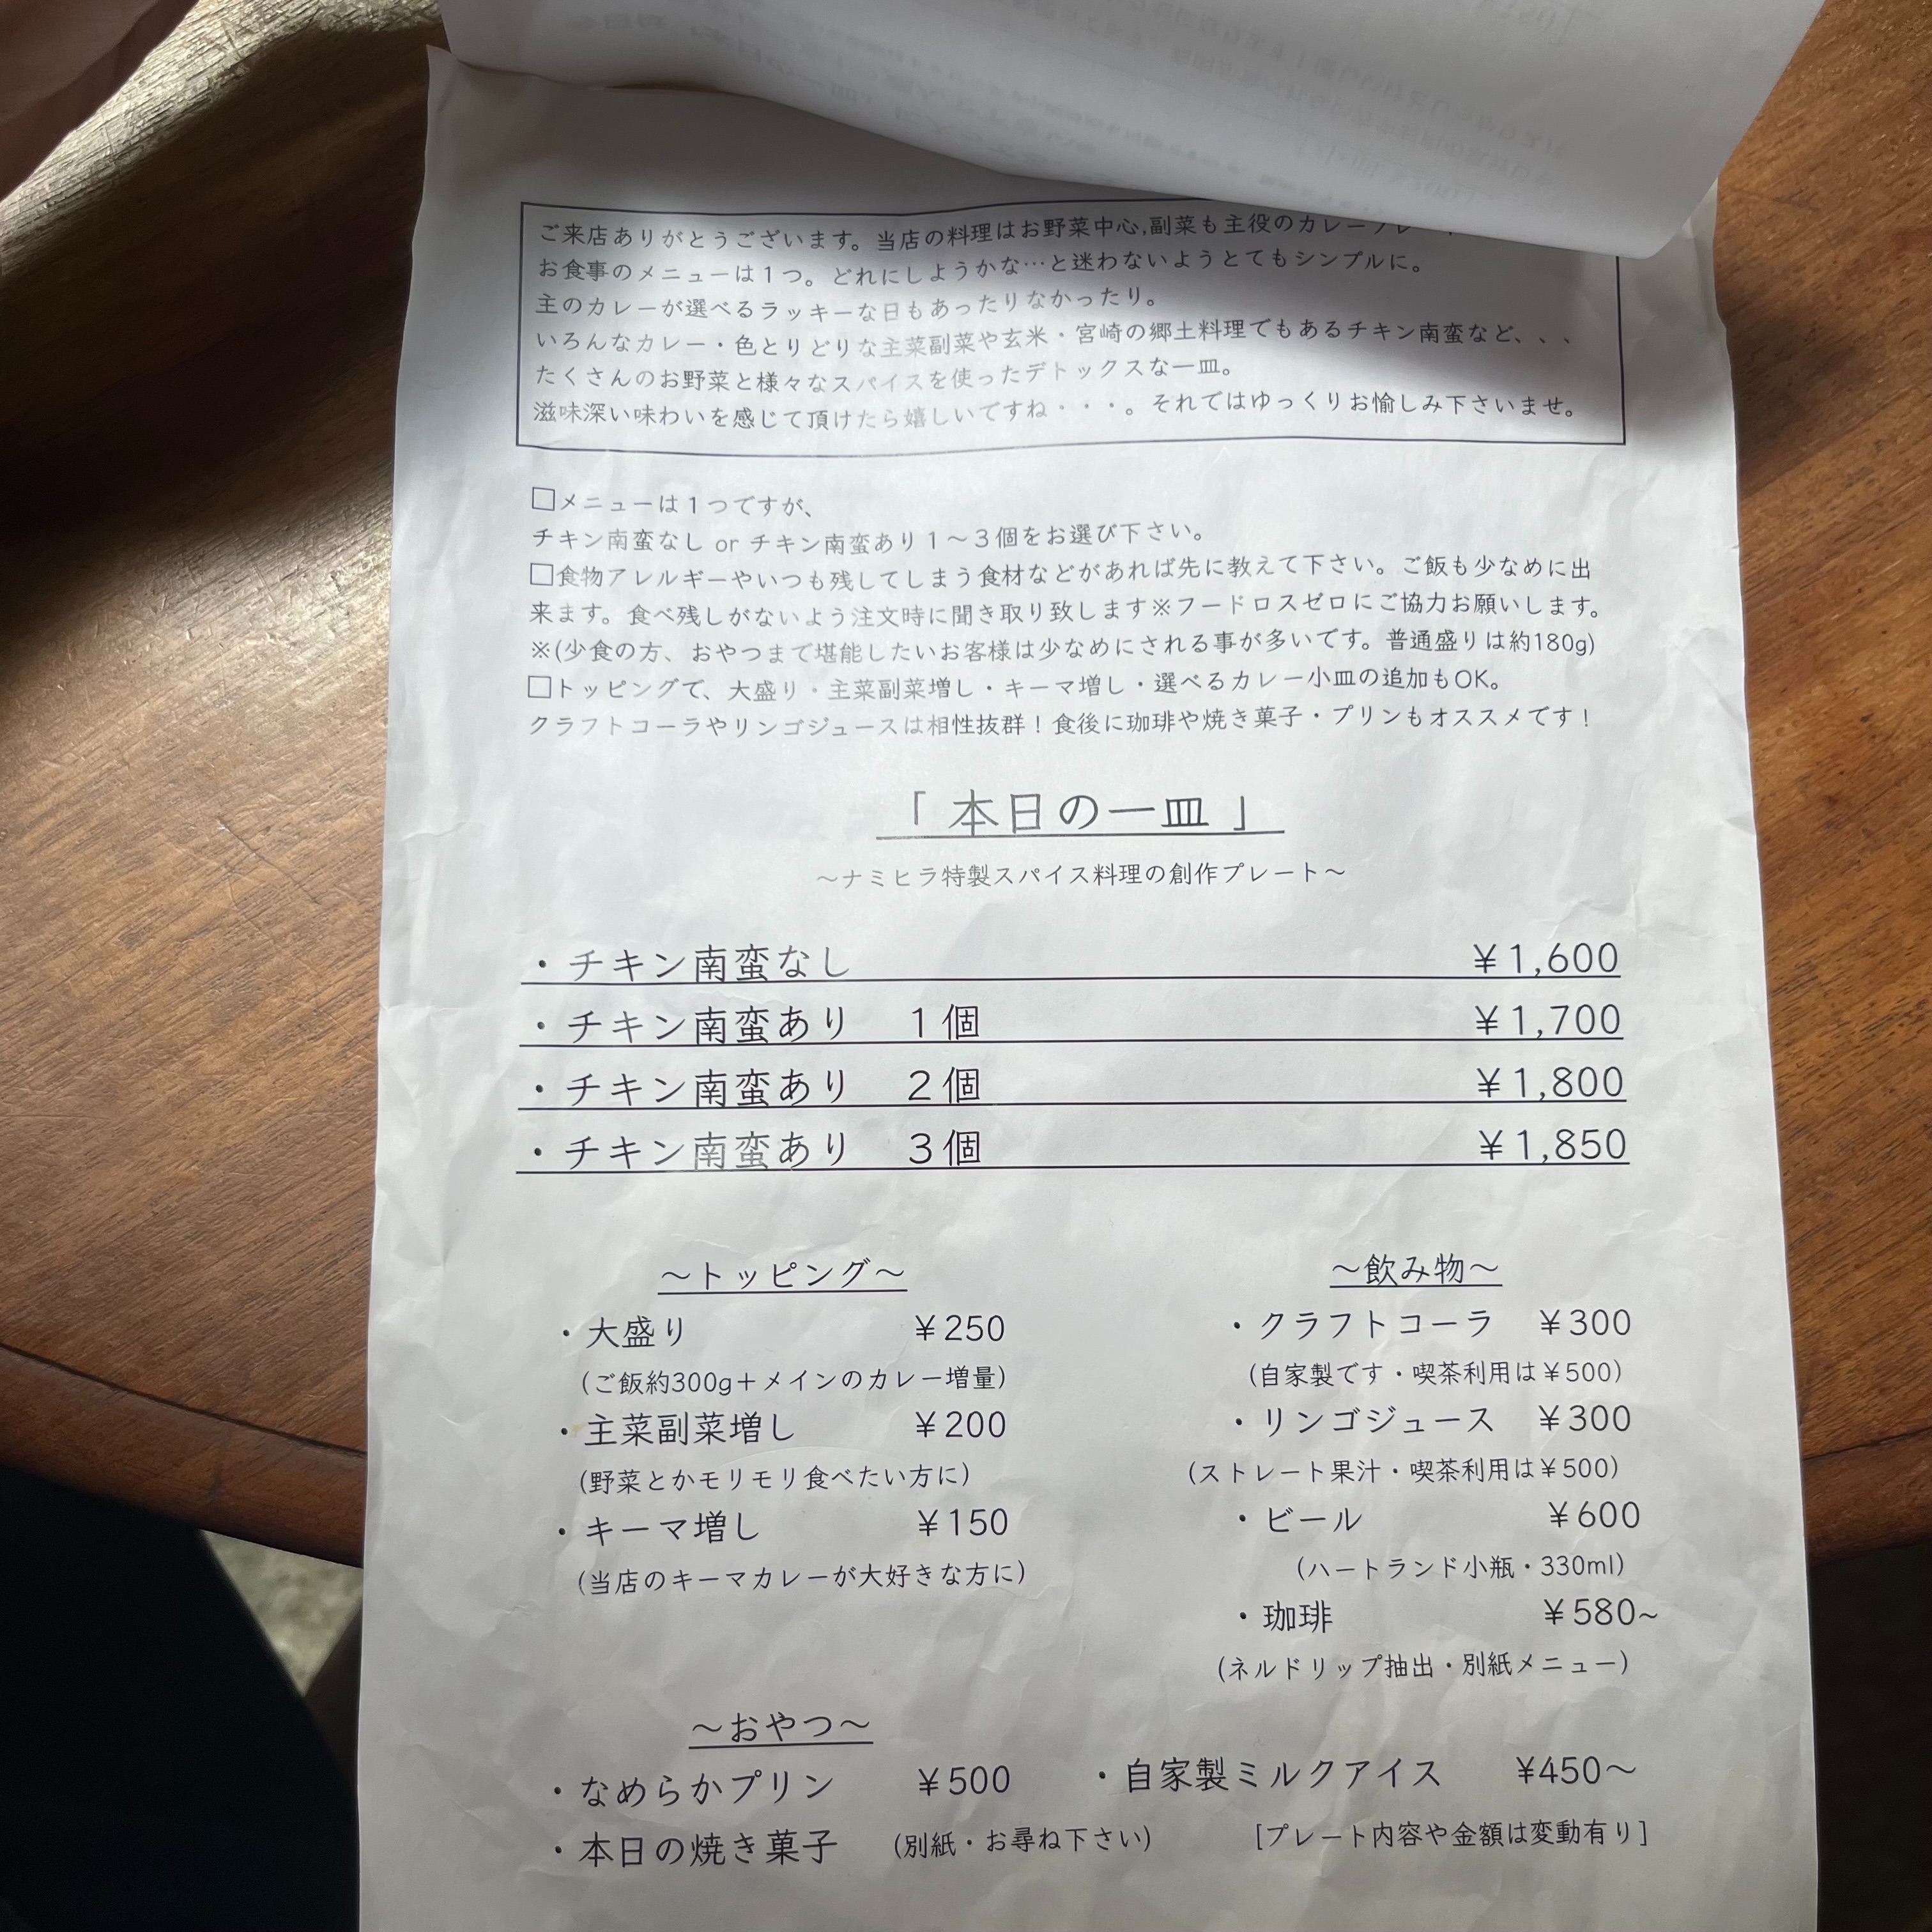 ご来店ありがとうございます。当店の料理はお野菜中心,副菜も主役のカレープレー
お食事のメニューは１つ。どれにしようかな…と迷わないようとてもシンプルに。
主のカレーが選べるラッキーな日もあったりなかったり。
いろんなカレー・色とりどりな主菜副菜や玄米・宮崎の郷土料理でもあるチキン南蛮など、、、
たくさんのお野菜と様々なスパイスを使ったデトックスな一皿。
滋味深い味わいを感じて頂けたら嬉しいですね・・・。それではゆっくりお愉しみ下さいませ。
□メニューは１つですが、
チキン南蛮なし or チキン南蛮あり１～３個をお選び下さい。
□食物アレルギーやいつも残してしまう食材などがあれば先に教えて下さい。ご飯も少なめに出
来ます。食べ残しがないよう注文時に聞き取り致します※フードロスゼロにご協力お願いします。
※(少食の方、おやつまで堪能したいお客様は少なめにされる事が多いです。普通盛りは約180g)
□トッピングで、大盛り・主菜副菜増し・キーマ増し・選べるカレー小皿の追加もOK。
クラフトコーラやリンゴジュースは相性抜群！食後に珈琲や焼き菓子・プリンもオススメです！
「 本日の一皿 」
～ナミヒラ特製スパイス料理の創作プレート～
・チキン南蛮なし ￥1,600
・チキン南蛮あり １個 ￥1,700
・チキン南蛮あり ２個 ￥1,800
・チキン南蛮あり ３個 ￥1,850
～トッピング～
・大盛り ￥250
(ご飯約300g＋メインのカレー増量)
・主菜副菜増し ￥200
(野菜とかモリモリ食べたい方に)
・キーマ増し ￥150
(当店のキーマカレーが大好きな方に)
～飲み物～
・クラフトコーラ ￥300
(自家製です・喫茶利用は￥500)
・リンゴジュース ￥300
(ストレート果汁・喫茶利用は￥500)
・ビール ￥600
(ハートランド小瓶・330ml)
・珈琲 ￥580~
(ネルドリップ抽出・別紙メニュー)
～おやつ～
・なめらかプリン ￥500 ・自家製ミルクアイス ¥450～
・本日の焼き菓子 (別紙・お尋ね下さい) [プレート内容や金額は変動有り]